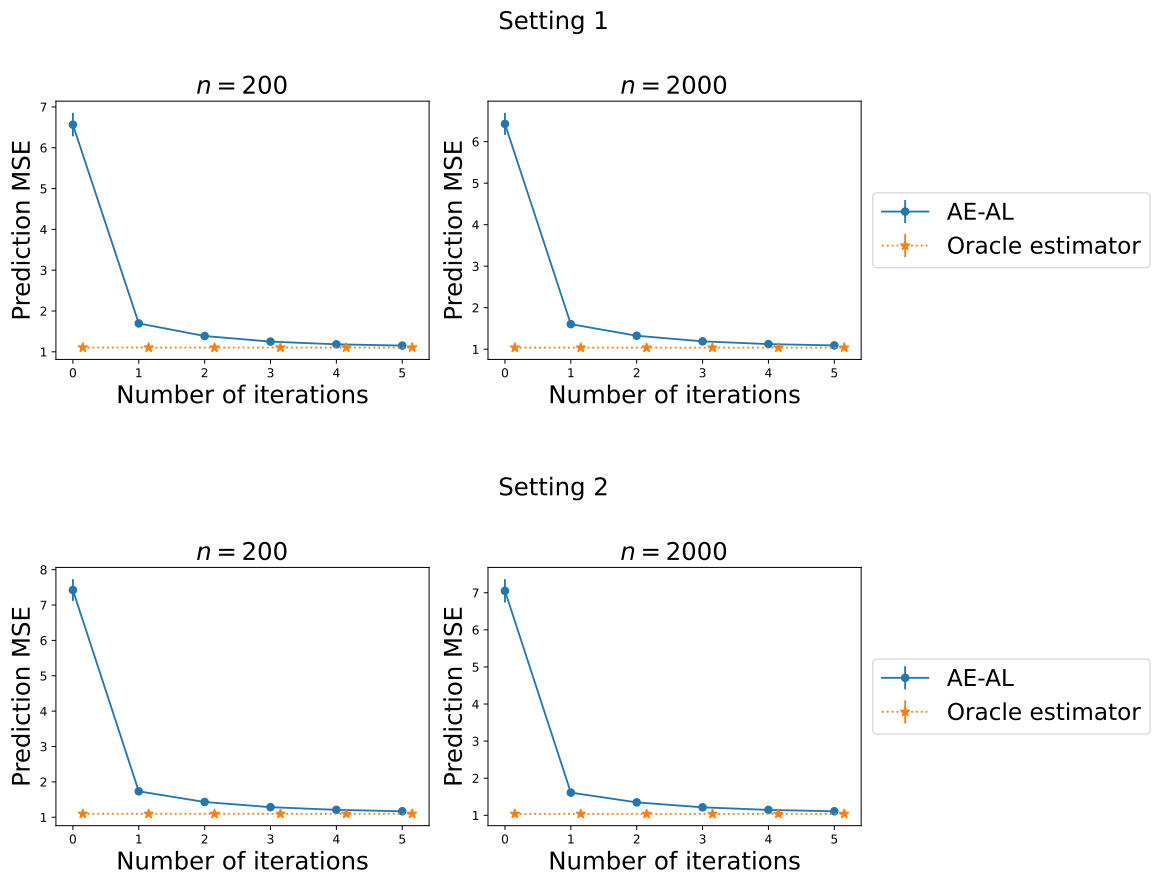 Setting 1
n = 200
n = 2000
Prediction MSE
7
6
5
4
3
2
1
0 1 2 3 4 5
Number of iterations
Prediction MSE
6
5
4
3
2
1
0 1 2 3 4 5
Number of iterations
AE-AL
Oracle estimator
Setting 2
n = 200
n = 2000
Prediction MSE
8
7
6
5
4
3
2
1
0 1 2 3 4 5
Number of iterations
Prediction MSE
7
6
5
4
3
2
1
0 1 2 3 4 5
Number of iterations
AE-AL
Oracle estimator